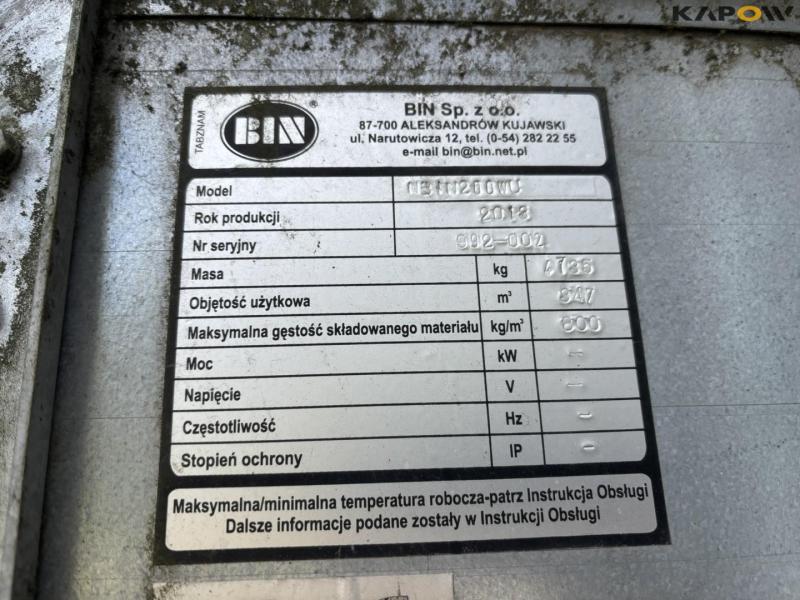 KAPOW
TABZNAM
BIN
®
BIN Sp. z o.o.
87-700 ALEKSANDRÓW KUJAWSKI
ul. Narutowicza 12, tel. (0-54) 282 22 55
e-mail bin@bin.net.pl
Model
Rok produkcji 2018
Nr seryjny
Masa kg 4735
Objętość użytkowa m³
Maksymalna gęstość składowanego materiału kg/m³
Moc kW –
Napięcie V –
Częstotliwość Hz –
Stopień ochrony IP –
Maksymalna/minimalna temperatura robocza-patrz Instrukcja Obsługi
Dalsze informacje podane zostały w Instrukcji Obsługi